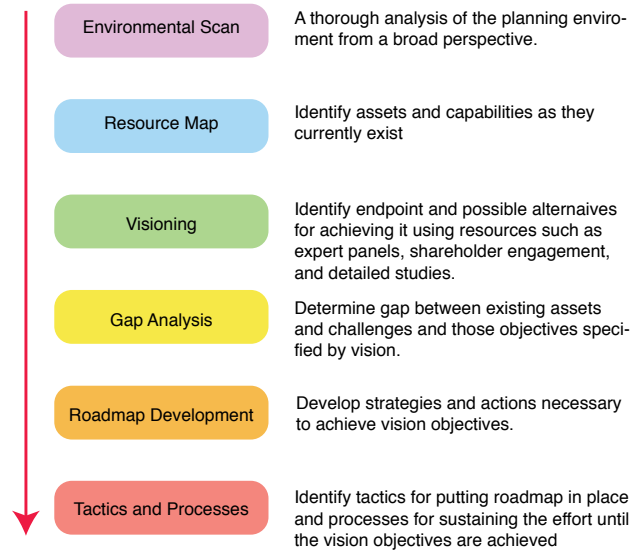 Environmental Scan
A thorough analysis of the planning enviro-
ment from a broad perspective.
Resource Map
Identify assets and capabilities as they
currently exist
Visioning
Identify endpoint and possible alternaives
for achieving it using resources such as
expert panels, shareholder engagement,
and detailed studies.
Gap Analysis
Determine gap between existing assets
and challenges and those objectives speci-
fied by vision.
Roadmap Development
Develop strategies and actions necessary
to achieve vision objectives.
Tactics and Processes
Identify tactics for putting roadmap in place
and processes for sustaining the effort until
the vision objectives are achieved